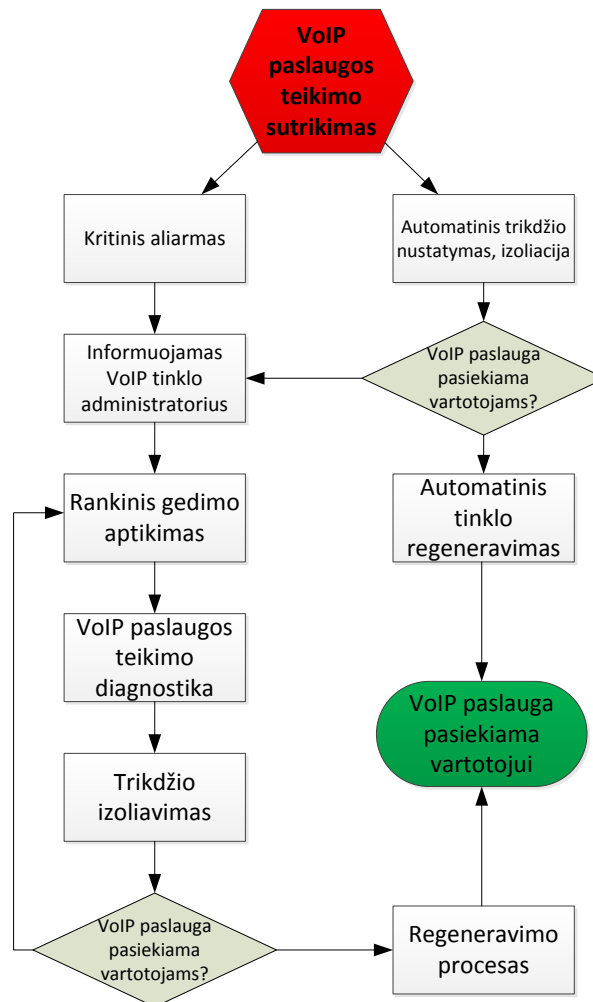 VoIP
paslaugos
teikimo
sutrikimas
Kritinis aliarmas
Automatinis trikdžio
nustatymas, izoliacija
Informuojamas
VoIP tinklo
administratorius
VoIP paslauga
pasiekiama
vartotojams?
Rankinis gedimo
aptikimas
Automatinis
tinklo
regeneravimas
VoIP paslaugos
teikimo
diagnostika
VoIP paslauga
pasiekiama
vartotojui
Trikdžio
izoliavimas
VoIP paslauga
pasiekiama
vartotojams?
Regeneravimo
procesas